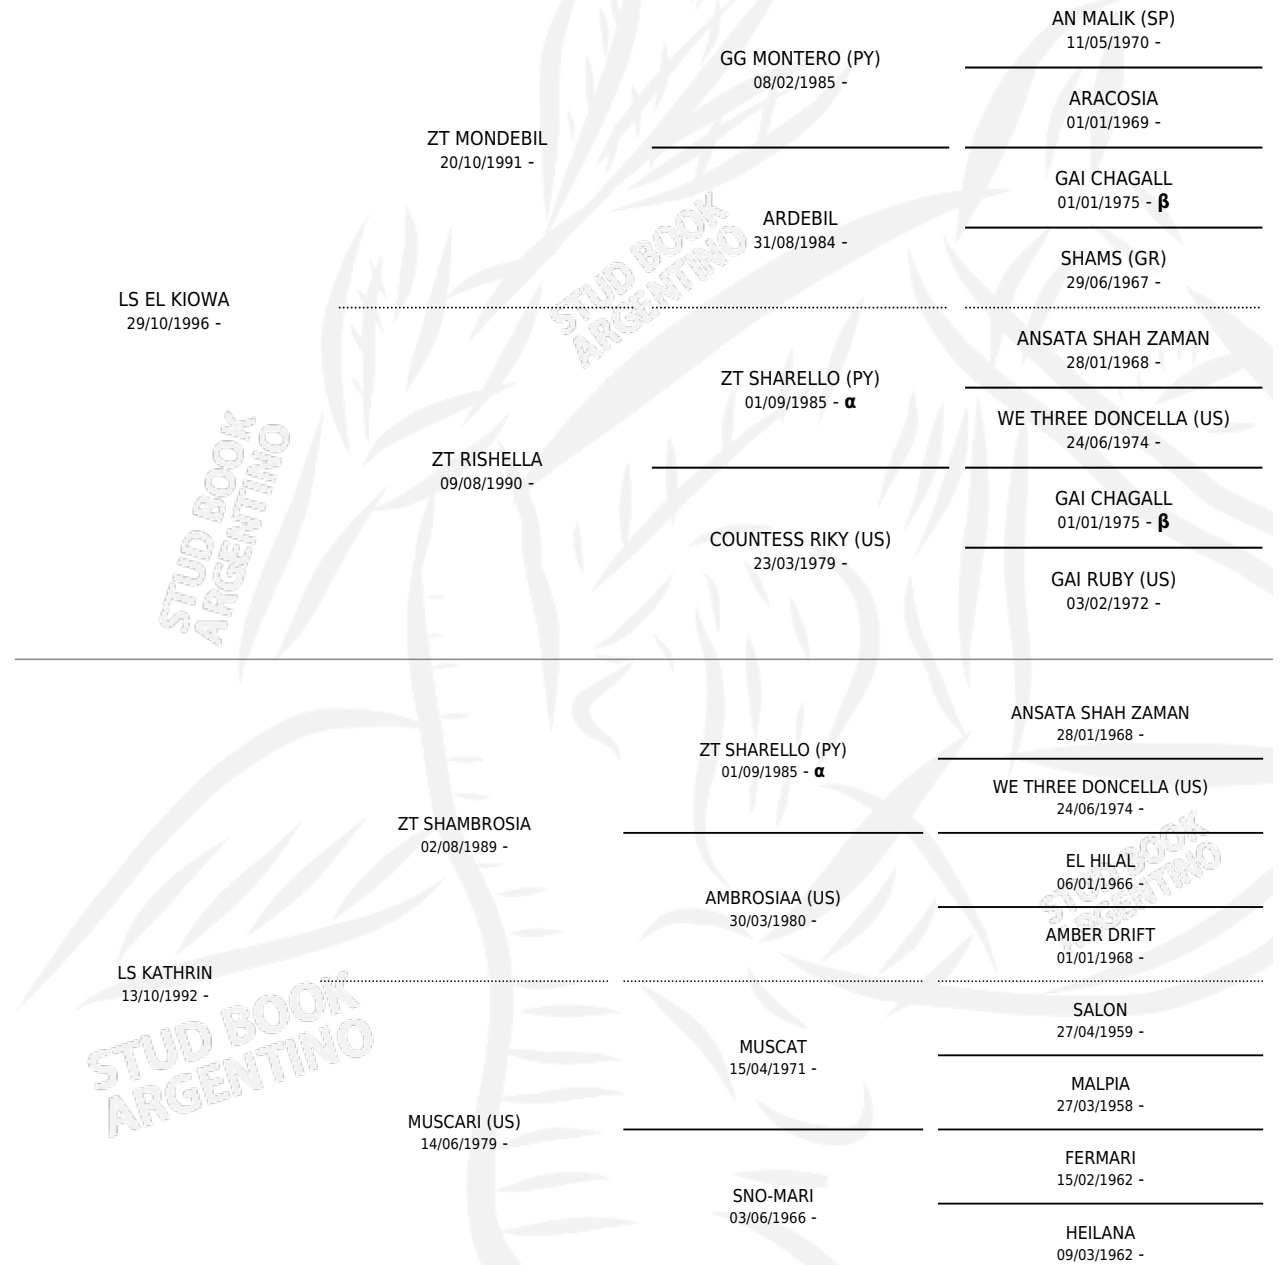 AN MALIK (SP)
11/05/1970 -
GG MONTERO (PY)
08/02/1985 -
ARACOSIA
01/01/1969 -
ZT MONDEBIL
20/10/1991 -
GAI CHAGALL
01/01/1975 - β
ARDEBIL
31/08/1984 -
SHAMS (GR)
29/06/1967 -
LS EL KIOWA
29/10/1996 -
ANSATA SHAH ZAMAN
28/01/1968 -
ZT SHARELLO (PY)
01/09/1985 - α
WE THREE DONCELLA (US)
24/06/1974 -
ZT RISHELLA
09/08/1990 -
GAI CHAGALL
01/01/1975 - β
COUNTESS RIKY (US)
23/03/1979 -
GAI RUBY (US)
03/02/1972 -
STUD BOOK
ARGENTINO
STUD BOOK
ARGENTINO
ANSATA SHAH ZAMAN
28/01/1968 -
ZT SHARELLO (PY)
01/09/1985 - α
WE THREE DONCELLA (US)
24/06/1974 -
ZT SHAMBROSIA
02/08/1989 -
EL HILAL
06/01/1966 -
AMBROSIAA (US)
30/03/1980 -
AMBER DRIFT
01/01/1968 -
LS KATHRIN
13/10/1992 -
SALON
27/04/1959 -
MUSCAT
15/04/1971 -
MALPIA
27/03/1958 -
MUSCARI (US)
14/06/1979 -
FERMARI
15/02/1962 -
SNO-MARI
03/06/1966 -
HEILANA
09/03/1962 -
STUD BOOK
ARGENTINO
STUD BOOK
ARGENTINO